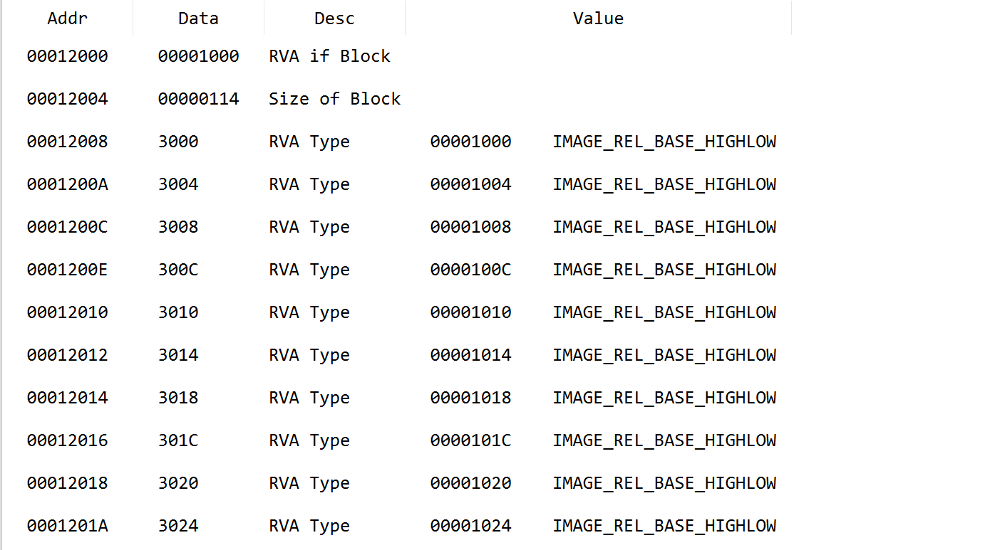 Addr Data Desc Value
00012000 00001000 RVA if Block
00012004 00000114 Size of Block
00012008 3000 RVA Type 00001000 IMAGE_REL_BASE_HIGHLOW
0001200A 3004 RVA Type 00001004 IMAGE_REL_BASE_HIGHLOW
0001200C 3008 RVA Type 00001008 IMAGE_REL_BASE_HIGHLOW
0001200E 300C RVA Type 0000100C IMAGE_REL_BASE_HIGHLOW
00012010 3010 RVA Type 00001010 IMAGE_REL_BASE_HIGHLOW
00012012 3014 RVA Type 00001014 IMAGE_REL_BASE_HIGHLOW
00012014 3018 RVA Type 00001018 IMAGE_REL_BASE_HIGHLOW
00012016 301C RVA Type 0000101C IMAGE_REL_BASE_HIGHLOW
00012018 3020 RVA Type 00001020 IMAGE_REL_BASE_HIGHLOW
0001201A 3024 RVA Type 00001024 IMAGE_REL_BASE_HIGHLOW